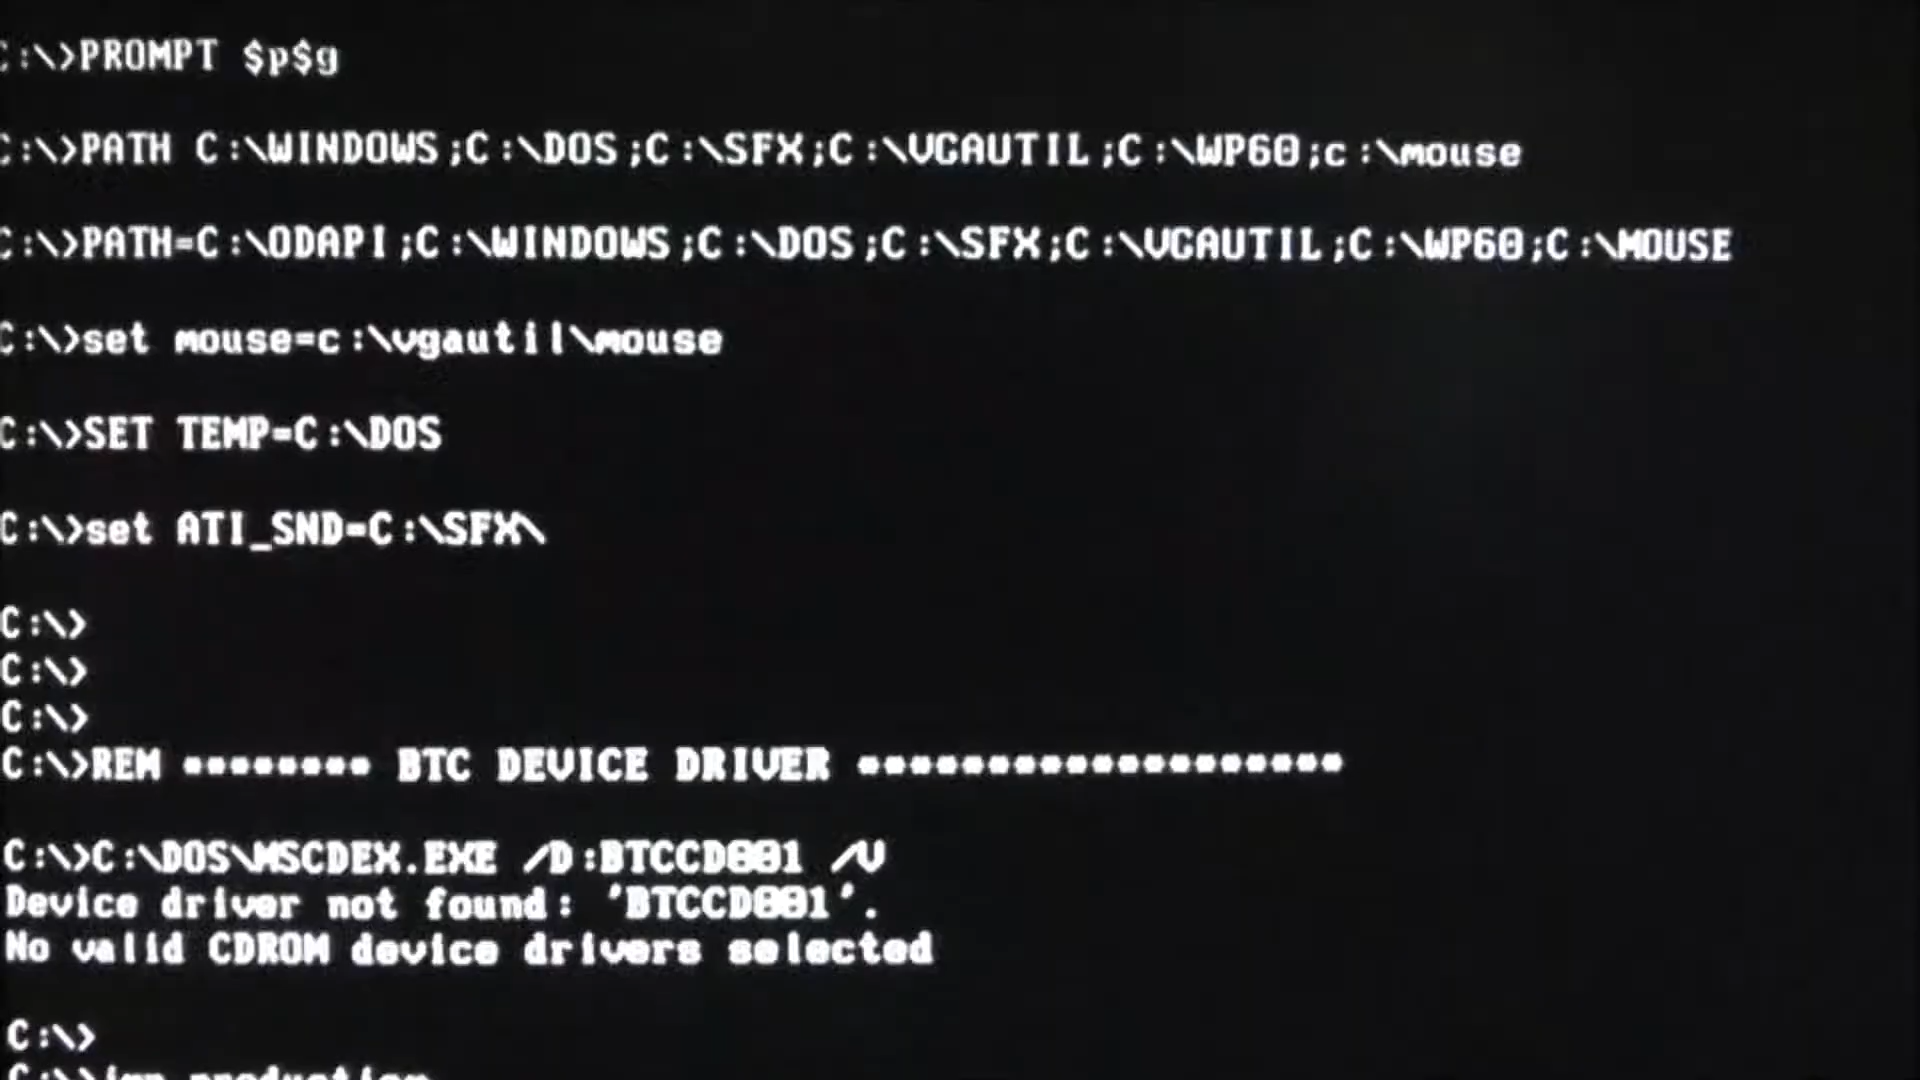 C:\>PROMPT $p$g
C:\>PATH C:\WINDOWS;C:\DOS;C:\SFX;C:\VGAUTIL;C:\WP60;c:\mouse
C:\>PATH=C:\ODAPI;C:\WINDOWS;C:\DOS;C:\SFX;C:\VGAUTIL;C:\WP60;C:\MOUSE
C:\>set mouse=c:\vgautil\mouse
C:\>SET TEMP=C:\DOS
C:\>set ATI_SND=C:\SFX\
C:\>
C:\>
C:\>
C:\>REM ======== BTC DEVICE DRIVER ===================
C:\>C:\DOS\MSCDEX.EXE /D:BTCCD001 /V
Device driver not found: 'BTCCD001'.
No valid CDROM device drivers selected
C:\>
C:\>imp production